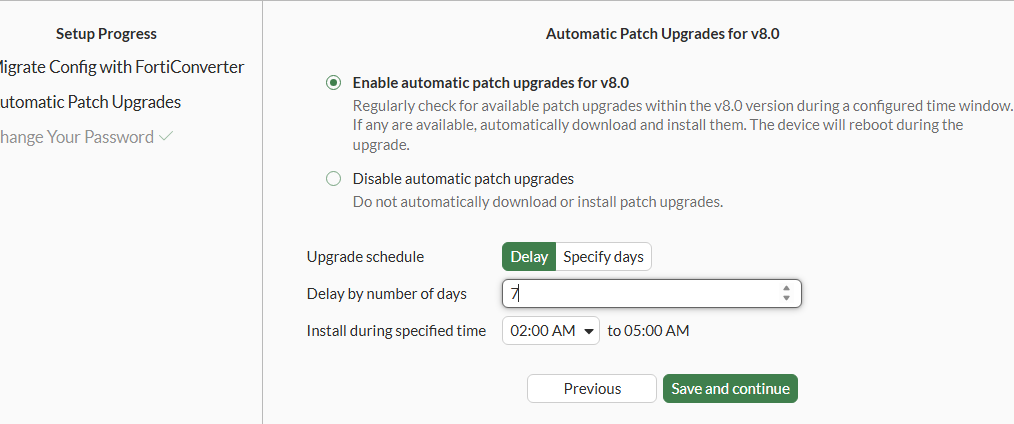 Setup Progress
Migrate Config with FortiConverter
utomatic Patch Upgrades
hange Your Password
Automatic Patch Upgrades for v8.0
Enable automatic patch upgrades for v8.0
Regularly check for available patch upgrades within the v8.0 version during a configured time window.
If any are available, automatically download and install them. The device will reboot during the
upgrade.
Disable automatic patch upgrades
Do not automatically download or install patch upgrades.
Upgrade schedule Delay Specify days
Delay by number of days 7
Install during specified time 02:00 AM to 05:00 AM
Previous Save and continue